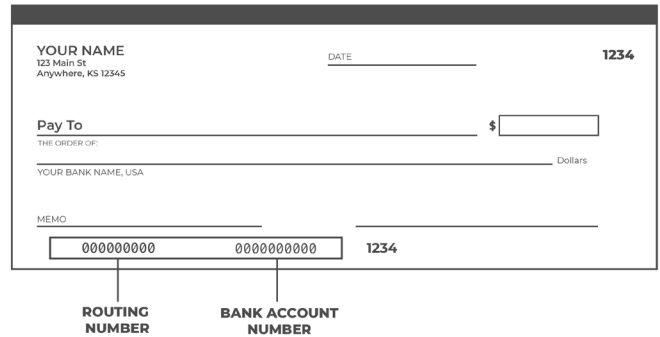 YOUR NAME
123 Main St
Anywhere, KS 12345
DATE
1234
Pay To
$
THE ORDER OF:
Dollars
YOUR BANK NAME, USA
MEMO
000000000 0000000000 1234
ROUTING NUMBER
BANK ACCOUNT NUMBER